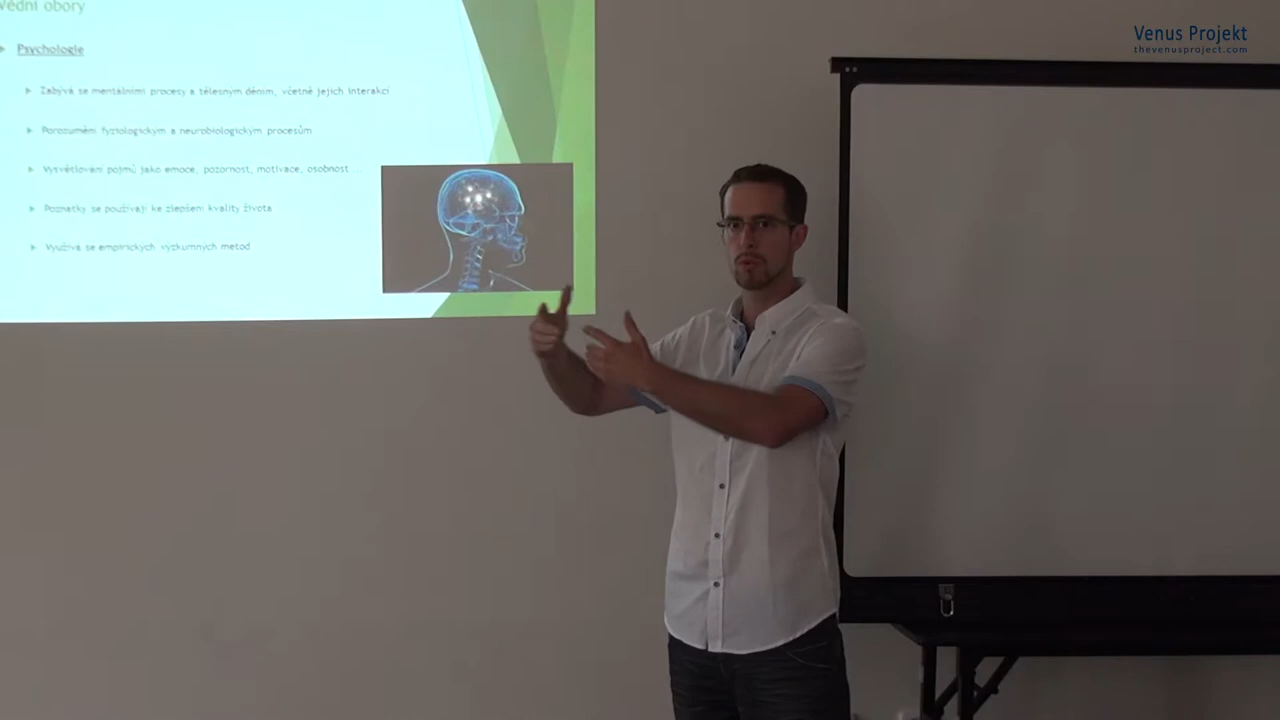 Vědní obory
Psychologie
Zabývá se mentálními procesy a tělesným děním, včetně jejich interakcí
Porozumění fyziologickým a neurobiologickým procesům
Vysvětlování pojmů jako emoce, pozornost, motivace, osobnost ...
Poznatky se používají ke zlepšení kvality života
Využívá se empirických výzkumných metod
Venus Projekt
thevenusproject.com